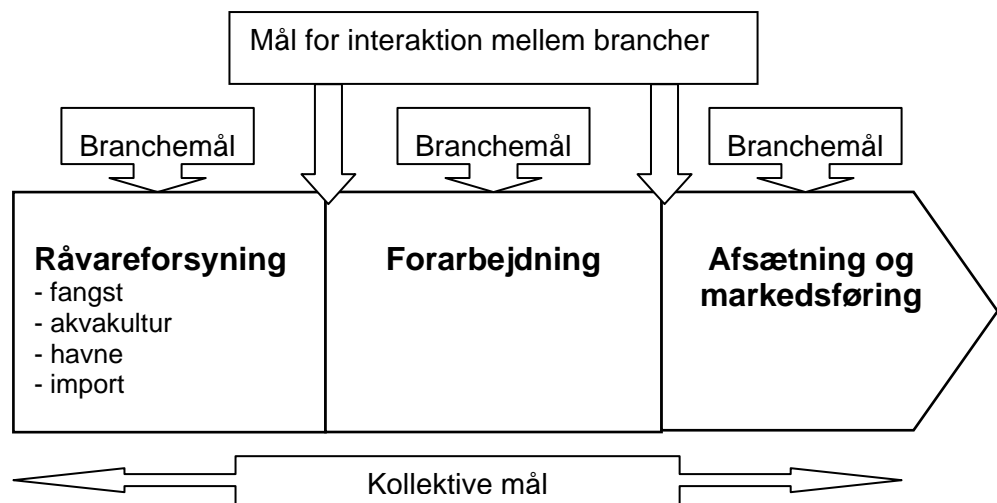 Mål for interaktion mellem brancher
Branchemål
Branchemål
Branchemål
Råvareforsyning
- fangst
- akvakultur
- havne
- import
Forarbejdning
Afsætning og
markedsføring
Kollektive mål